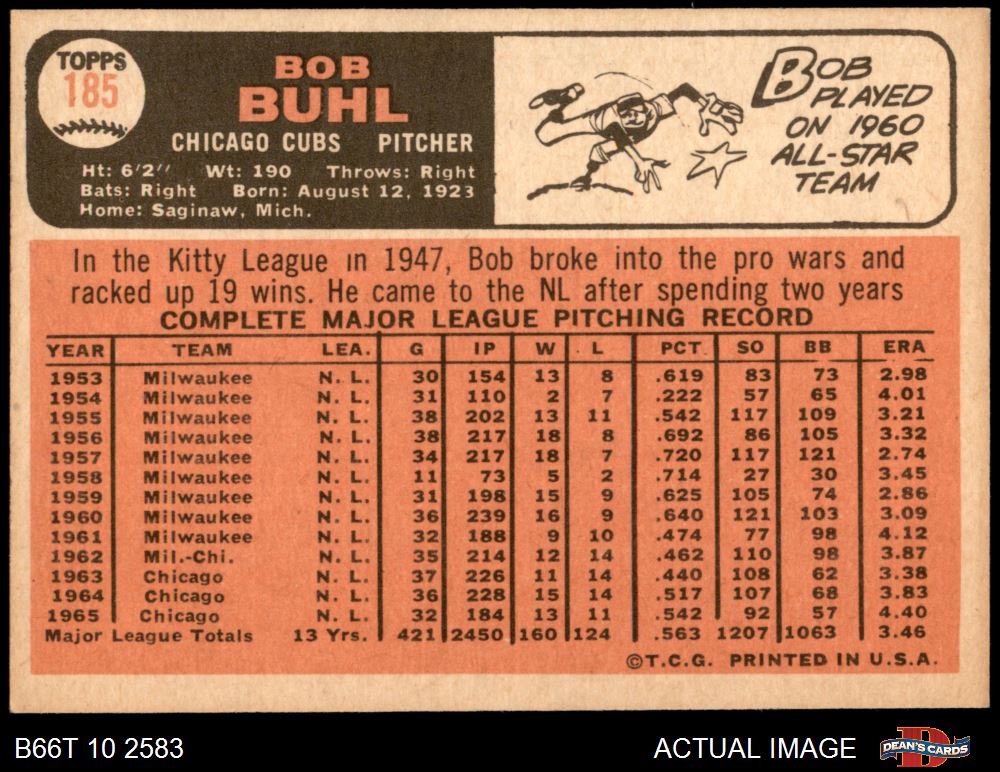 TOPPS
185
BOB
BUHL
CHICAGO CUBS PITCHER
Ht: 6'2" Wt: 190 Throws: Right
Bats: Right Born: August 12, 1923
Home: Saginaw, Mich.
BOB
PLAYED
ON 1960
ALL-STAR
TEAM
In the Kitty League in 1947, Bob broke into the pro wars and
racked up 19 wins. He came to the NL after spending two years
COMPLETE MAJOR LEAGUE PITCHING RECORD
YEAR TEAM LEA. G IP W L PCT. SO BB ERA
1953 Milwaukee N. L. 30 154 13 8 .619 83 73 2.98
1954 Milwaukee N. L. 31 110 2 7 .222 57 65 4.01
1955 Milwaukee N. L. 38 202 13 11 .542 117 109 3.21
1956 Milwaukee N. L. 38 217 18 8 .692 86 105 3.32
1957 Milwaukee N. L. 34 217 18 7 .720 117 121 2.74
1958 Milwaukee N. L. 11 73 5 2 .714 27 30 3.45
1959 Milwaukee N. L. 31 198 15 9 .625 105 74 2.86
1960 Milwaukee N. L. 36 239 16 9 .640 121 103 3.09
1961 Milwaukee N. L. 32 188 9 10 .474 77 98 4.12
1962 Mil.-Chi. N. L. 35 214 12 14 .462 110 98 3.87
1963 Chicago N. L. 37 226 11 14 .440 108 62 3.38
1964 Chicago N. L. 36 228 15 14 .517 107 68 3.83
1965 Chicago N. L. 32 184 13 11 .542 92 57 4.40
Major League Totals 13 Yrs. 421 2450 160 124 .563 1207 1063 3.46
©T.C.G. PRINTED IN U.S.A.
B66T 10 2583
ACTUAL IMAGE
DEAN'S CARDS